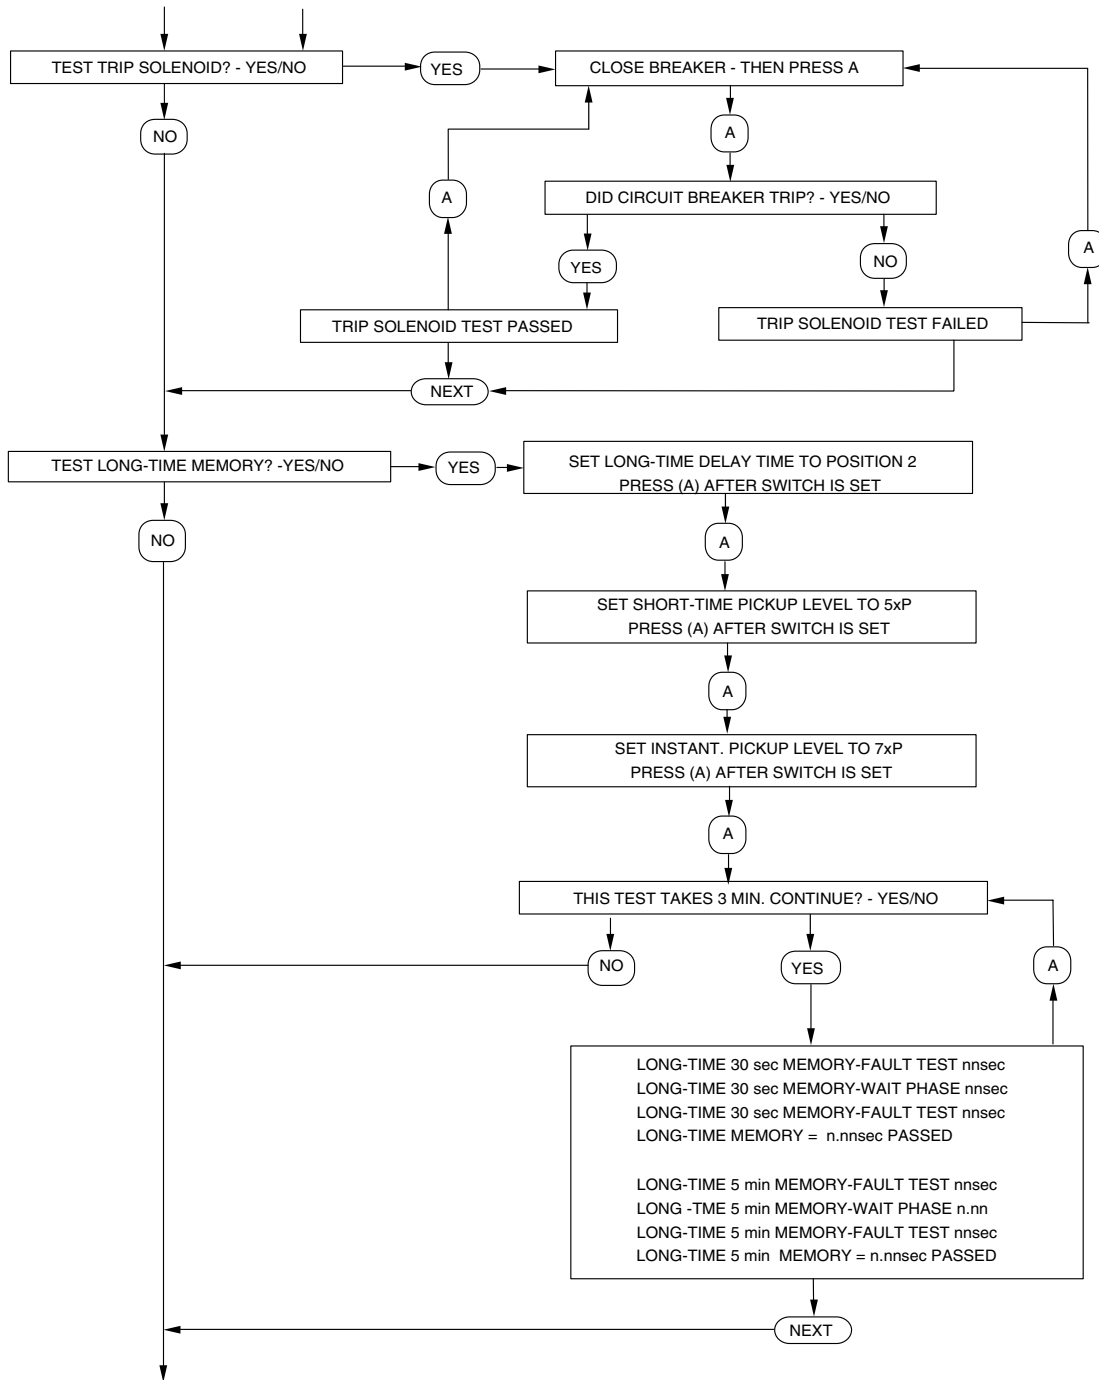 TEST TRIP SOLENOID? - YES/NO
YES
CLOSE BREAKER - THEN PRESS A
NO
A
A
DID CIRCUIT BREAKER TRIP? - YES/NO
A
YES
NO
TRIP SOLENOID TEST PASSED
TRIP SOLENOID TEST FAILED
NEXT
TEST LONG-TIME MEMORY? -YES/NO
YES
SET LONG-TIME DELAY TIME TO POSITION 2
PRESS (A) AFTER SWITCH IS SET
NO
A
SET SHORT-TIME PICKUP LEVEL TO 5xP
PRESS (A) AFTER SWITCH IS SET
A
SET INSTANT. PICKUP LEVEL TO 7xP
PRESS (A) AFTER SWITCH IS SET
A
THIS TEST TAKES 3 MIN. CONTINUE? - YES/NO
NO
YES
A
LONG-TIME 30 sec MEMORY-FAULT TEST nnsec
LONG-TIME 30 sec MEMORY-WAIT PHASE nnsec
LONG-TIME 30 sec MEMORY-FAULT TEST nnsec
LONG-TIME MEMORY = n.nnsec PASSED
LONG-TIME 5 min MEMORY-FAULT TEST nnsec
LONG -TME 5 min MEMORY-WAIT PHASE n.nn
LONG-TIME 5 min MEMORY-FAULT TEST nnsec
LONG-TIME 5 min MEMORY = n.nnsec PASSED
NEXT